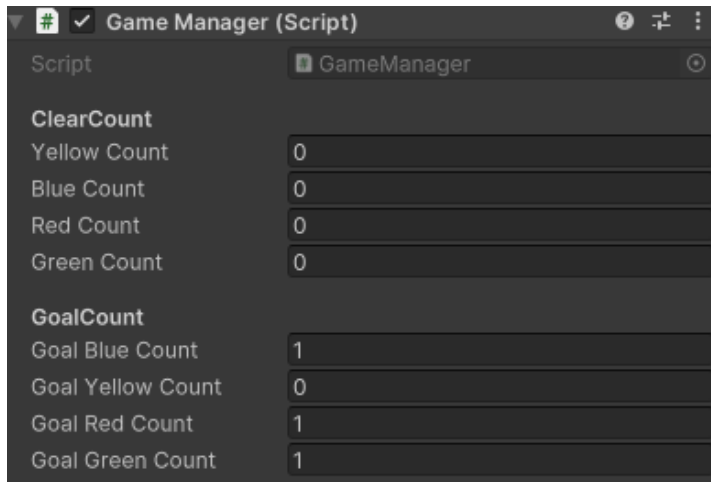 # Game Manager (Script)
Script # GameManager
ClearCount
Yellow Count 0
Blue Count 0
Red Count 0
Green Count 0
GoalCount
Goal Blue Count 1
Goal Yellow Count 0
Goal Red Count 1
Goal Green Count 1